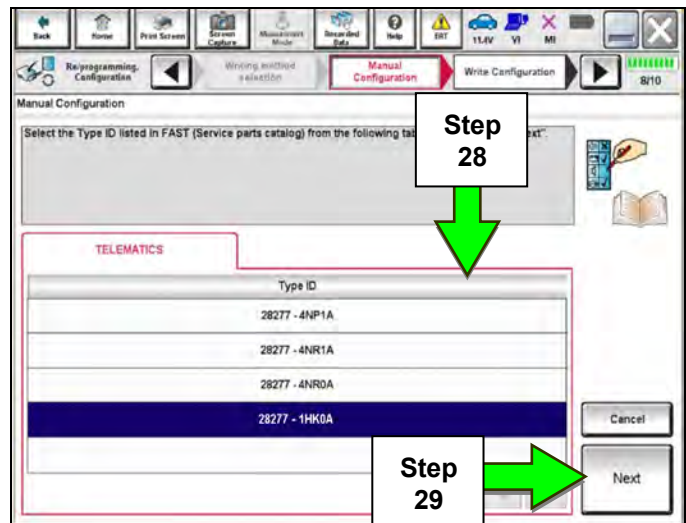 Back
Home
Print Screen
Screen
Capture
Measurement
Mode
Recorded
Data
Help
ERT
11.4V
VI
MI
Re/programming,
Configuration
Writing method
selection
Manual
Configuration
Write Configuration
8/10
Manual Configuration
Select the Type ID listed in FAST (Service parts catalog) from the following
Step
28
TELEMATICS
Type ID
28277 - 4NP1A
28277 - 4NR1A
28277 - 4NR0A
28277 - 1HK0A
Cancel
Step
29
Next